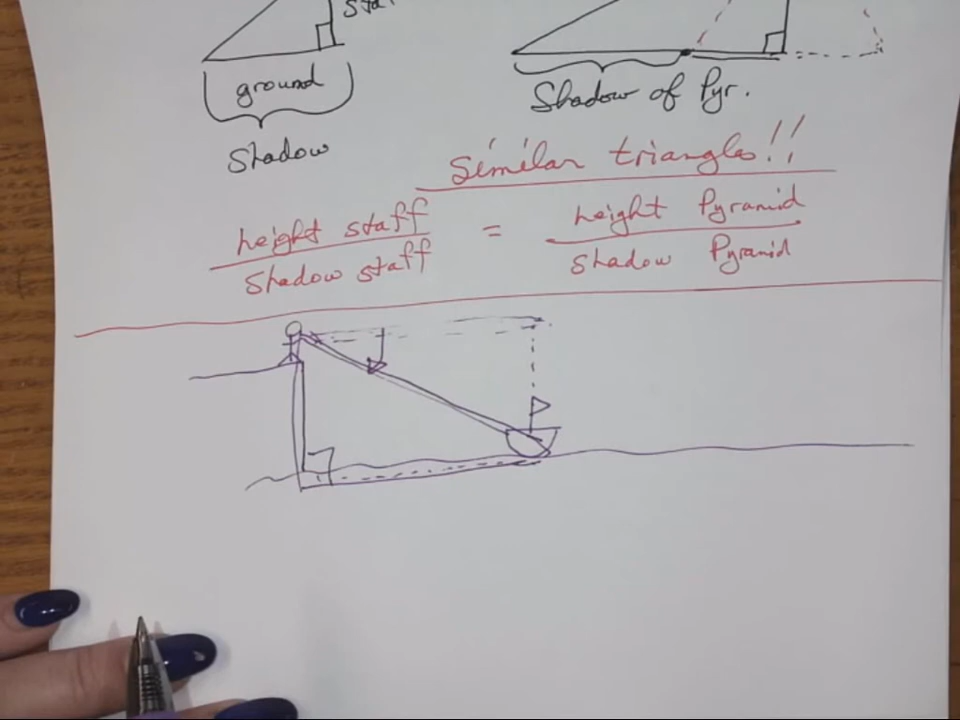 ground
Shadow of Pyr.
Shadow
Similar triangles!!
height staff = height Pyramid
Shadow staff shadow Pyramid